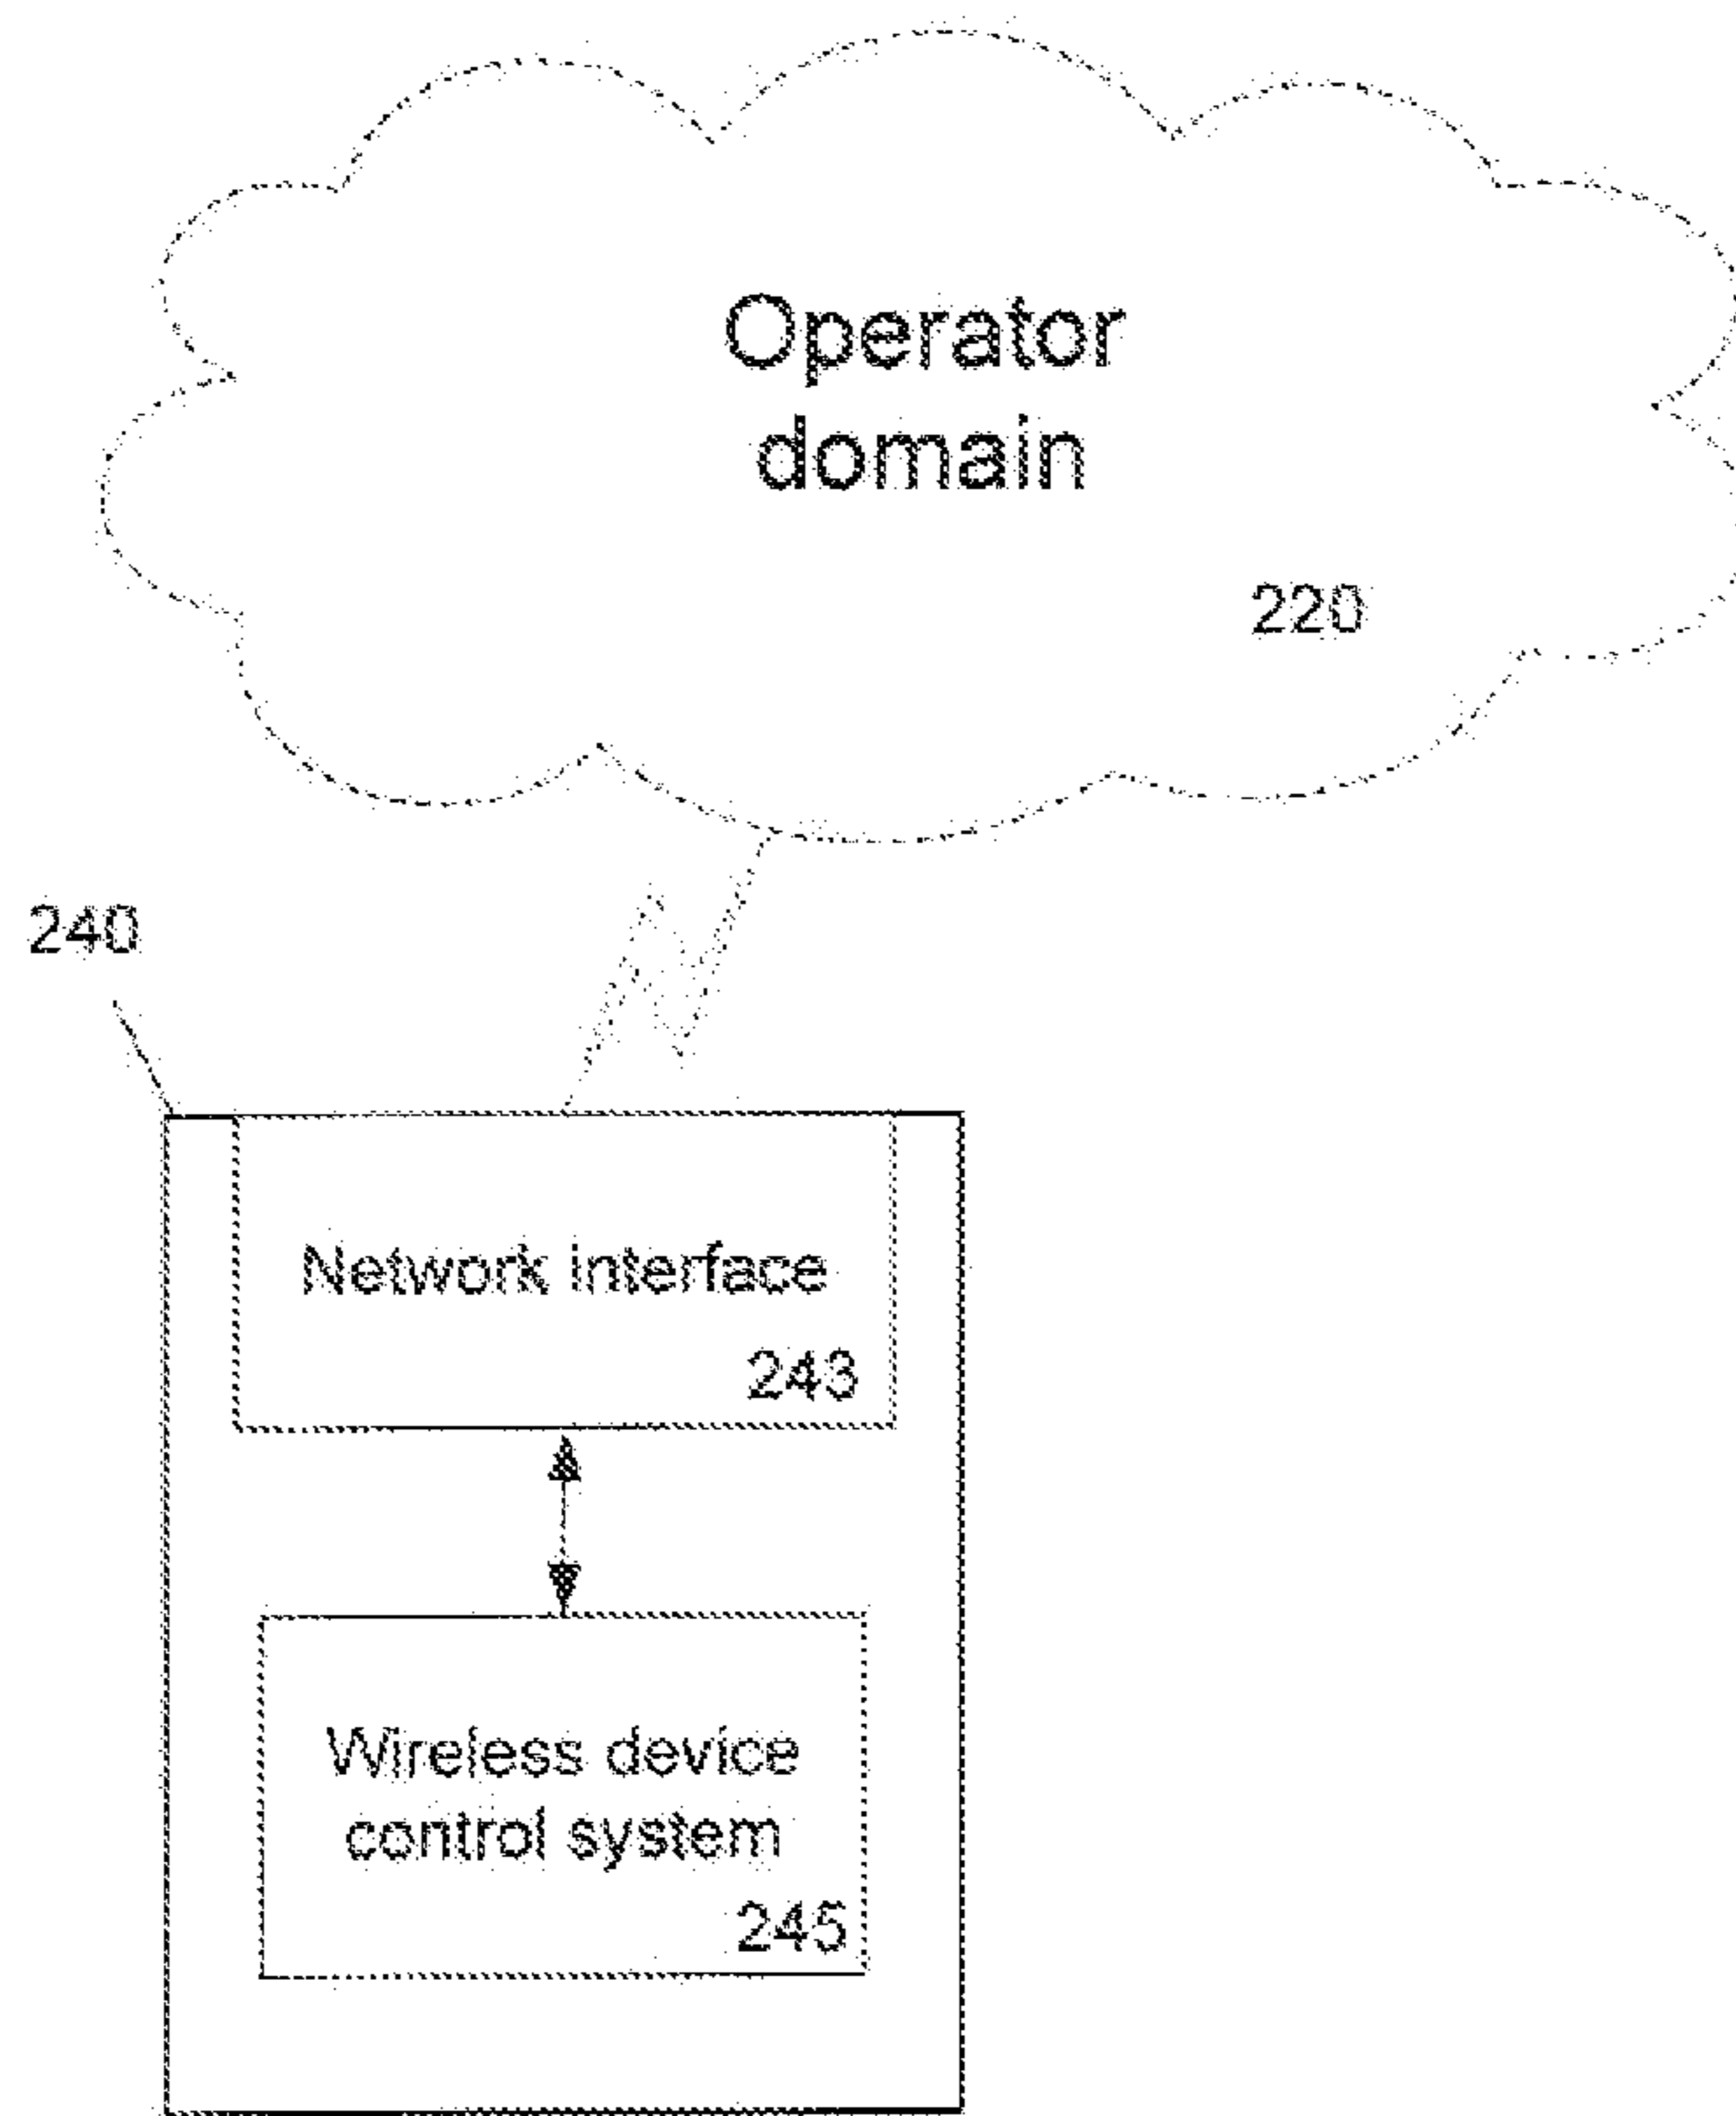 Operator
domain
220
240
Network interface
243
Wireless device
control system
245